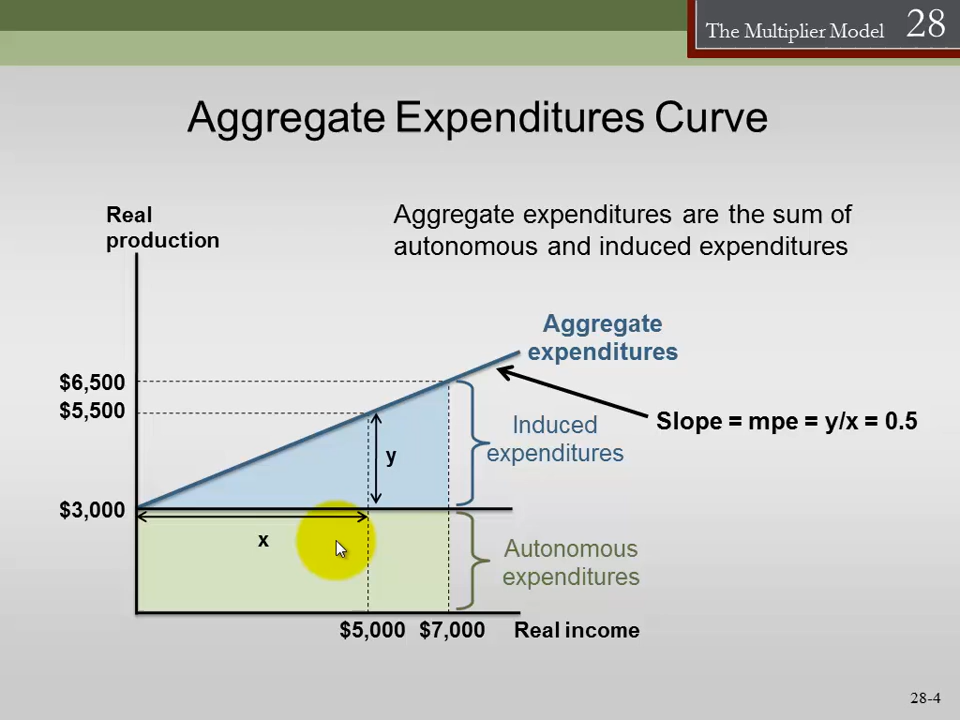 The Multiplier Model 28
Aggregate Expenditures Curve
Real
production
Aggregate expenditures are the sum of
autonomous and induced expenditures
Aggregate
expenditures
$6,500
$5,500
Slope = mpe = y/x = 0.5
Induced
expenditures
y
$3,000
x
Autonomous
expenditures
$5,000 $7,000 Real income
28-4